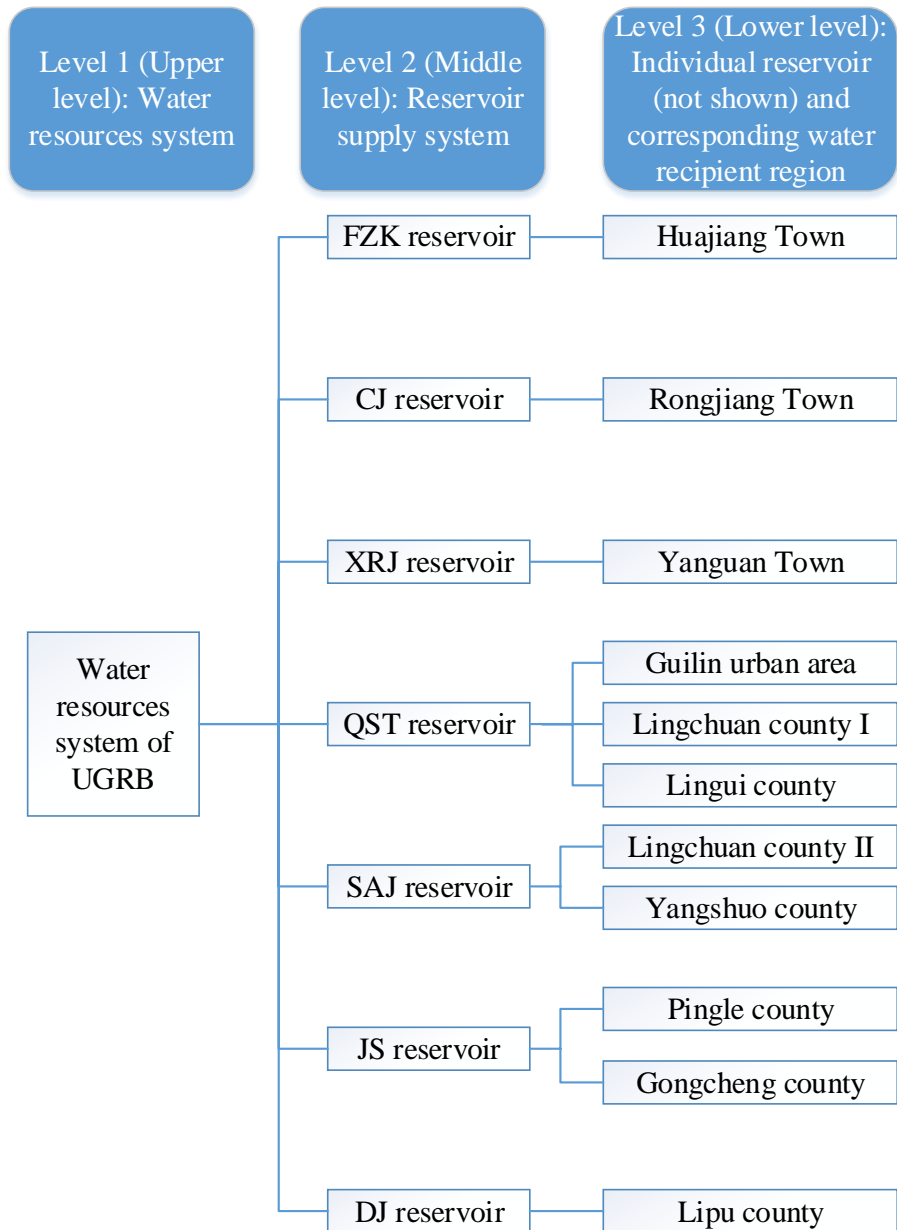 Level 1 (Upper
level): Water
resources system
Level 2 (Middle
level): Reservoir
supply system
Level 3 (Lower level):
Individual reservoir
(not shown) and
corresponding water
recipient region
FZK reservoir
Huajiang Town
CJ reservoir
Rongjiang Town
XRJ reservoir
Yanguan Town
Water
resources
system of
UGRB
QST reservoir
Guilin urban area
Lingchuan county I
Lingui county
SAJ reservoir
Lingchuan county II
Yangshuo county
JS reservoir
Pingle county
Gongcheng county
DJ reservoir
Lipu county